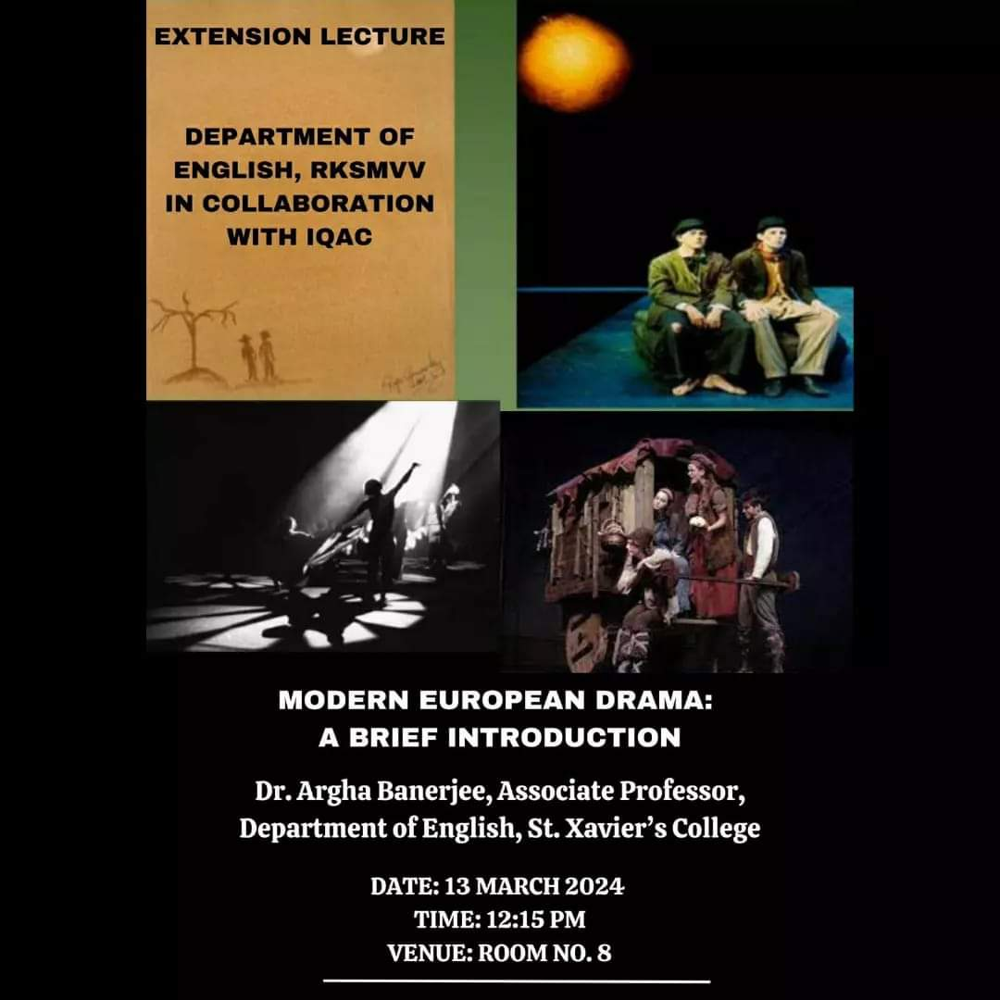 EXTENSION LECTURE
DEPARTMENT OF
ENGLISH, RKSMVV
IN COLLABORATION
WITH IQAC
MODERN EUROPEAN DRAMA:
A BRIEF INTRODUCTION
Dr. Argha Banerjee, Associate Professor,
Department of English, St. Xavier’s College
DATE: 13 MARCH 2024
TIME: 12:15 PM
VENUE: ROOM NO. 8